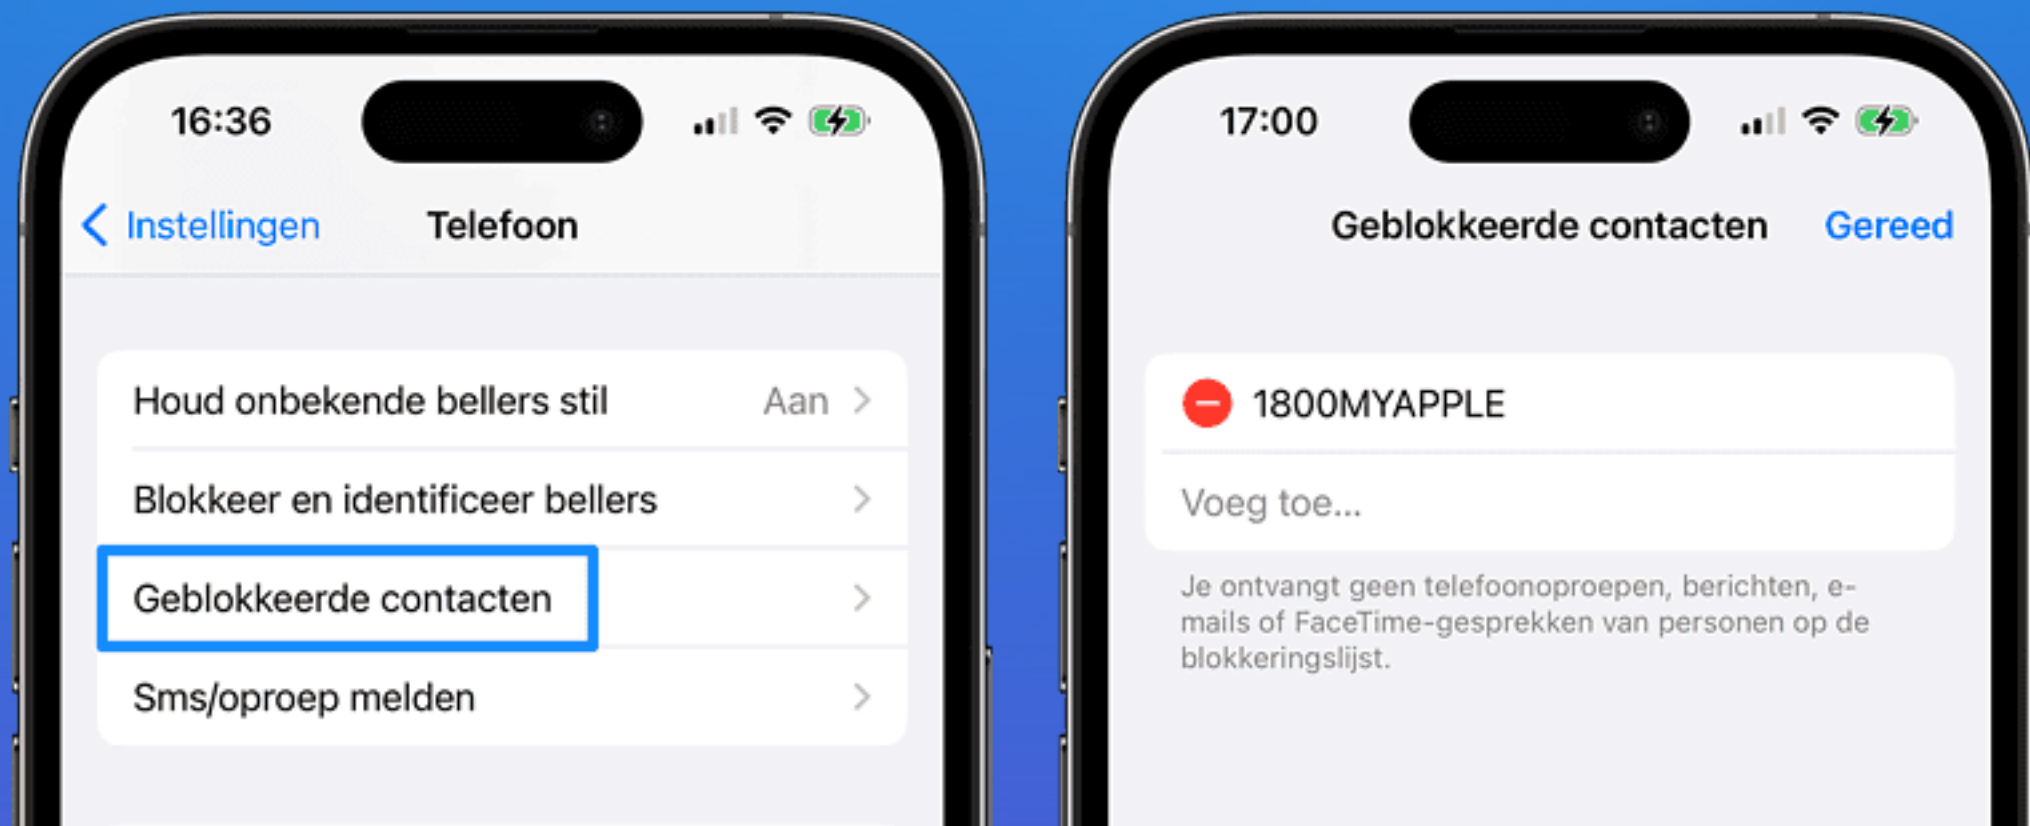 16:36
Instellingen
Telefoon
Houd onbekende bellers stil
Aan
Blokkeer en identificeer bellers
Geblokkeerde contacten
Sms/oproep melden
17:00
Geblokkeerde contacten
Gereed
1800MYAPPLE
Voeg toe...
Je ontvangt geen telefoonoproepen, berichten, e-
mails of FaceTime-gesprekken van personen op de
blokkeringslijst.